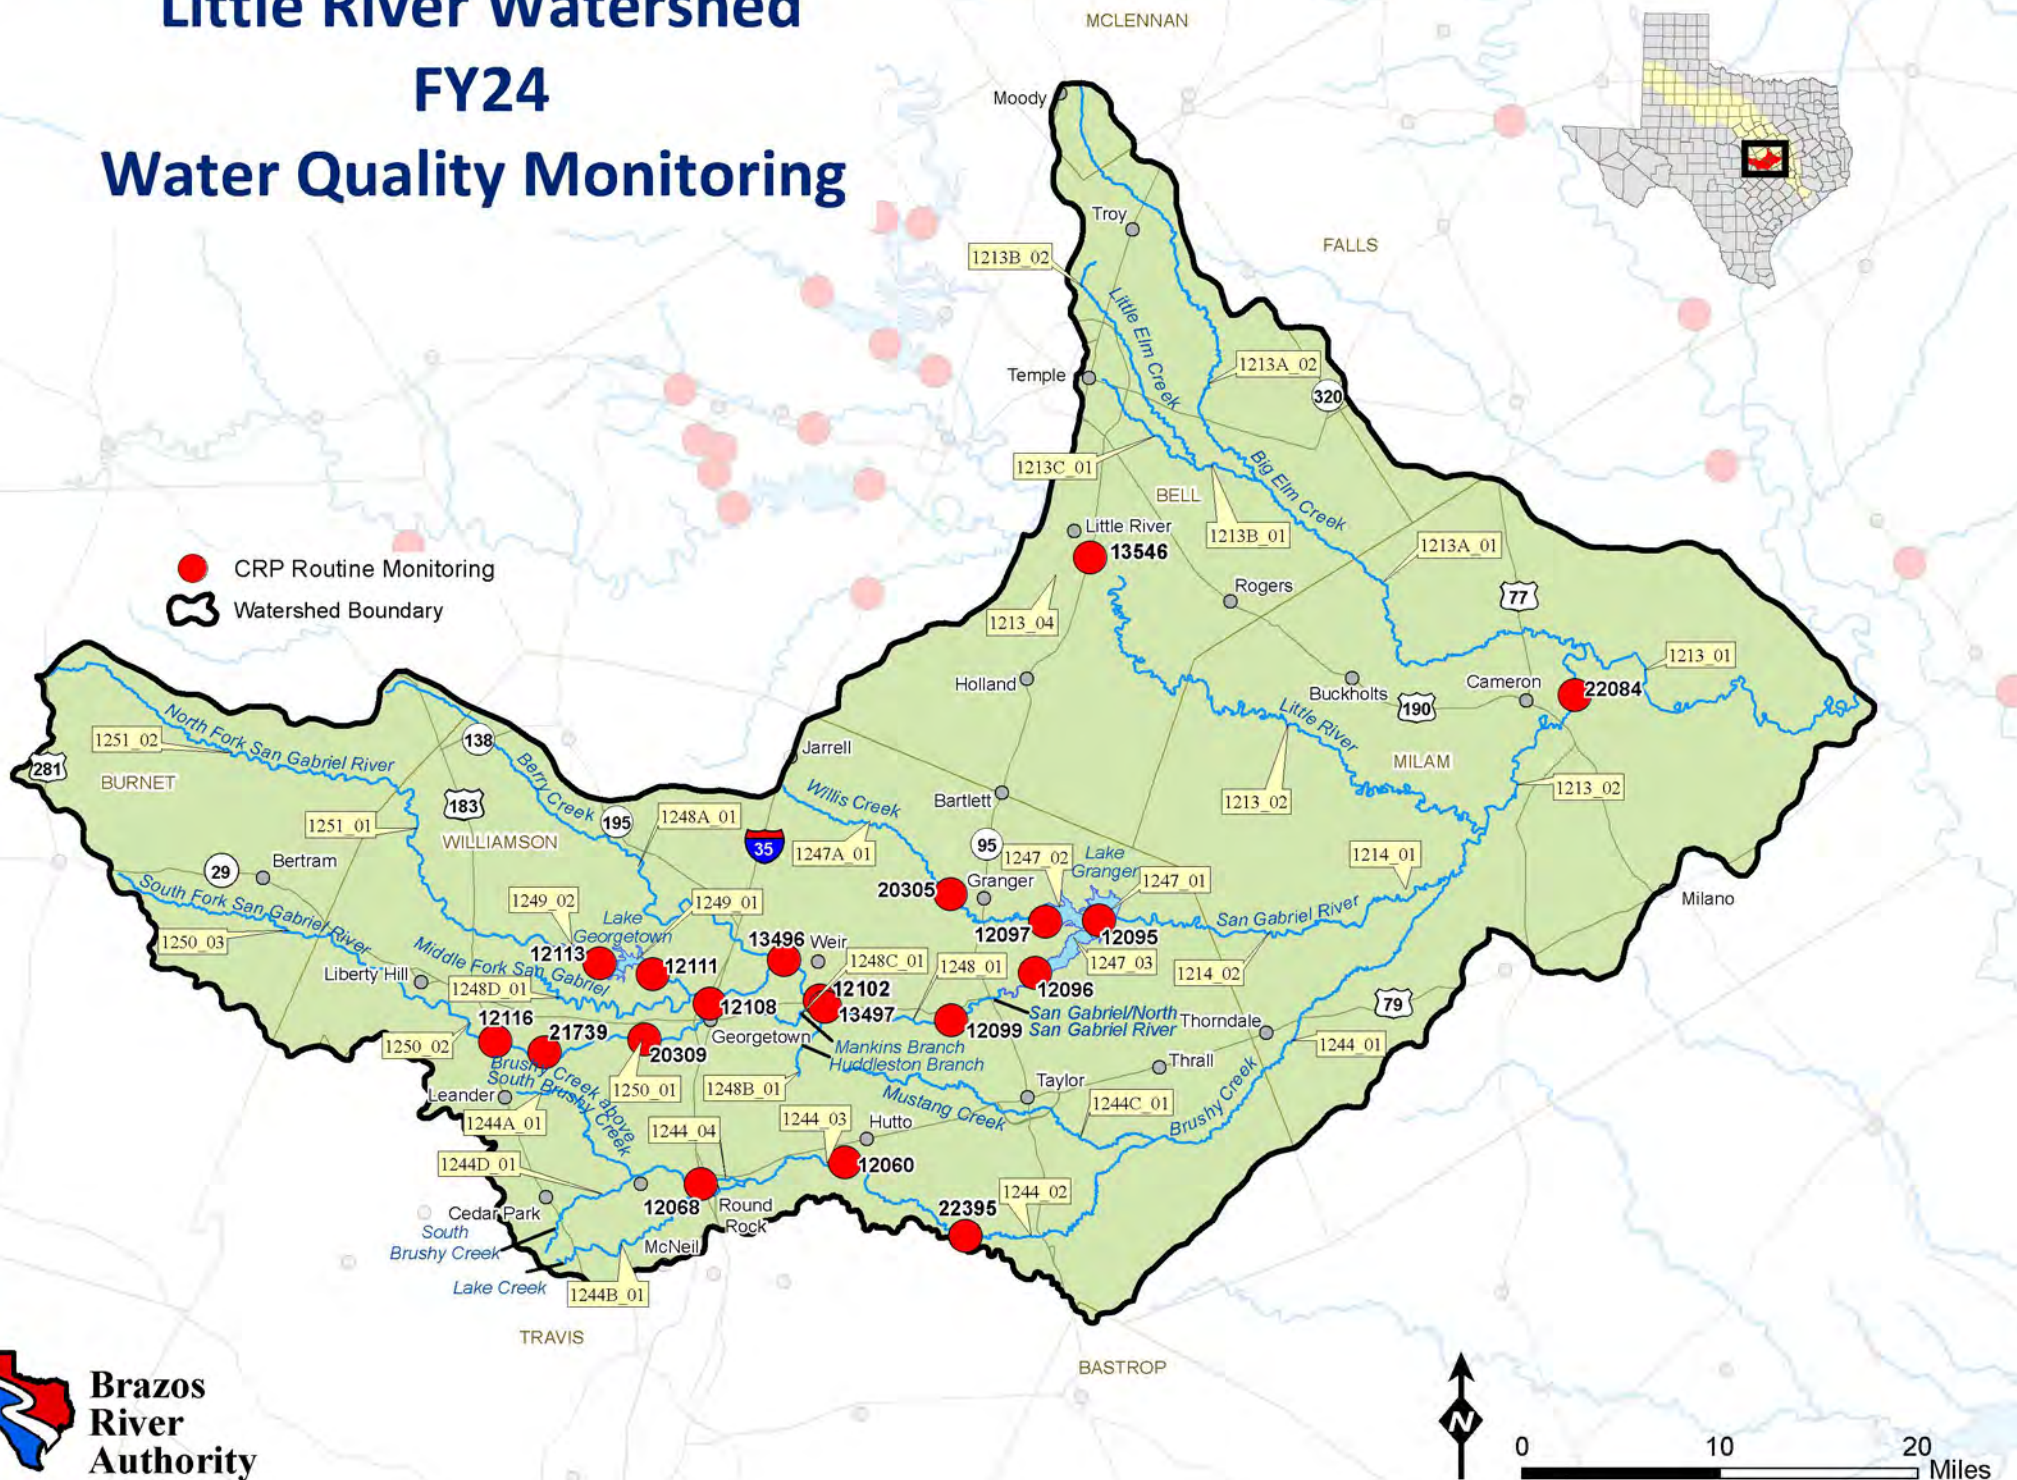 Little River Watershed
FY24
Water Quality Monitoring
MCLENNAN
Moody
Troy
FALLS
1213B_02
Little Elm Creek
1213A_02
Temple
320
1213C_01
Big Elm Creek
BELL
Little River
1213B_01
1213A_01
13546
CRP Routine Monitoring
Watershed Boundary
Rogers
77
1213_04
1213_01
Holland
Buckholts
190
Cameron
22084
Little River
North Fork San Gabriel River
1251_02
138
Jarrell
281
BURNET
Berry Creek
MILAM
Willis Creek
Bartlett
1213_02
1213_02
183
1251_01
195
1248A_01
WILLIAMSON
35
1247A_01
95
1247_02
Lake
Granger
1214_01
Bertram
29
South Fork San Gabriel River
20305
Granger
1247_01
Milano
1249_02
1249_01
Lake
Georgetown
San Gabriel River
1250_03
12097
12095
13496
Weir
12113
12111
1248C_01
1248_01
1247_03
1214_02
Liberty Hill
Middle Fork San Gabriel
1248D_01
12102
12096
79
12108
13497
12099
San Gabriel/North
San Gabriel River
Thorndale
12116
21739
Georgetown
1250_02
20309
Mankins Branch
Huddleston Branch
1244_01
Brushy Creek above
South Brushy Creek
Thrall
1250_01
1248B_01
Taylor
Leander
Mustang Creek
1244C_01
Brushy Creek
1244A_01
1244_04
1244_03
Hutto
1244D_01
12060
1244_02
Cedar Park
12068
Round
Rock
22395
South
Brushy Creek
McNeil
Lake Creek
1244B_01
TRAVIS
BASTROP
Brazos
River
Authority
N
0 10 20
Miles